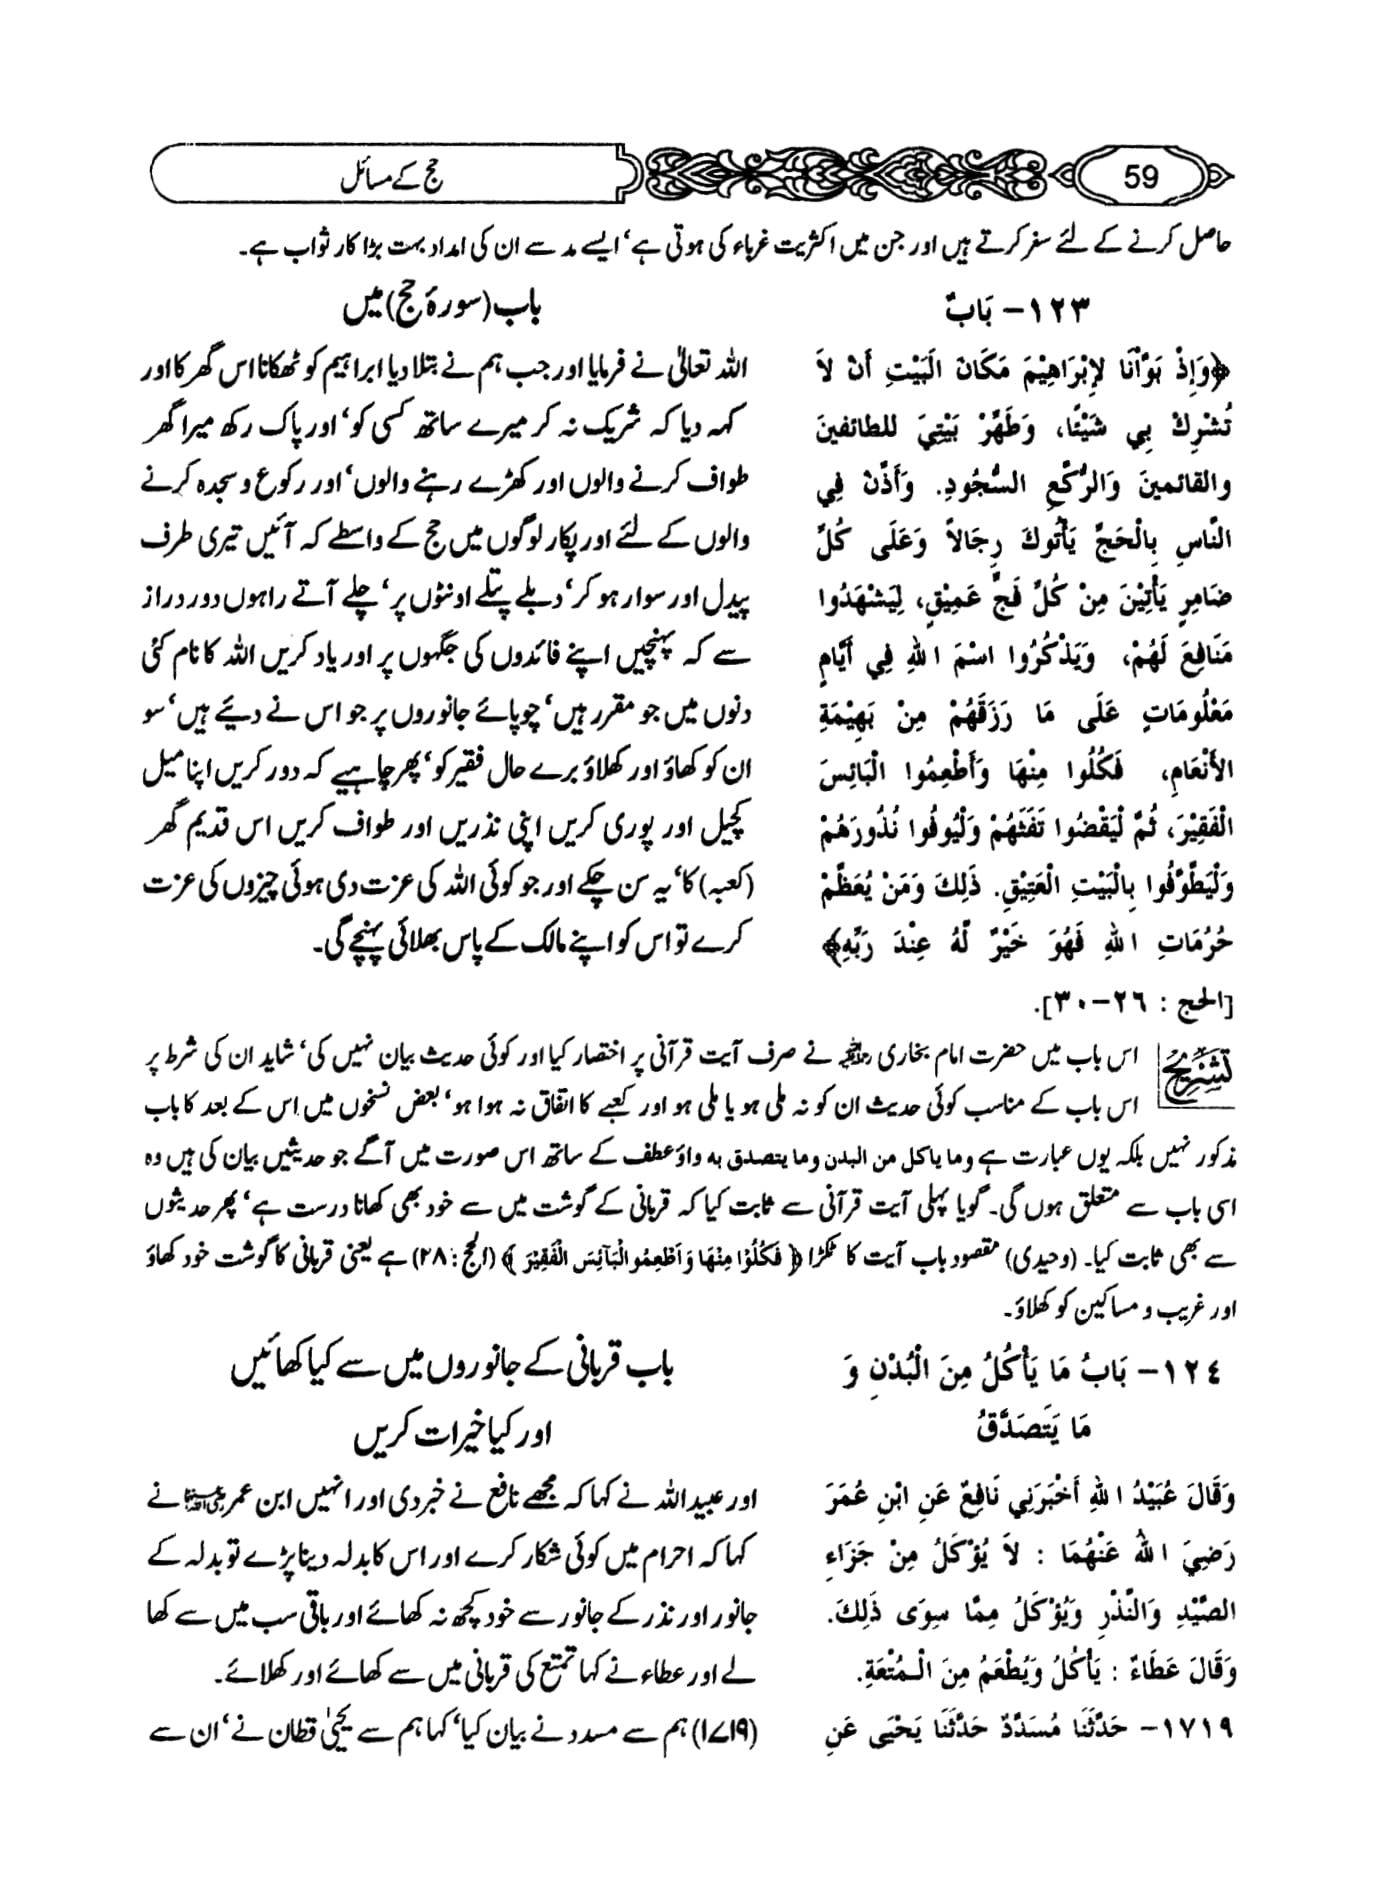 59
حج کے مسائل
حاصل کرنے کے لئے سفر کرتے ہیں اور جن میں اکثریت غرباء کی ہوتی ہے‘ ایسے مد سے ان کی امداد بہت بڑا کار ثواب ہے۔
١٢٣- بَابٌ
﴿وَإِذْ بَوَّأْنَا لِإِبْرَاهِيْمَ مَكَانَ الْبَيْتِ أَنْ لاَ
تُشْرِكْ بِي شَيْئًا، وَطَهِّرْ بَيْتِيَ للطائفينَ
والقائمينَ وَالرُّكَّعِ السُّجُودِ. وَأَذِّنْ فِي
النَّاسِ بِالْحَجِّ يَأْتُوكَ رِجَالاً وَعَلَى كُلِّ
ضَامِرٍ يَأْتِيْنَ مِنْ كُلِّ فَجٍّ عَمِيْقٍ، لِيَشْهَدُوا
مَنَافِعَ لَهُمْ، وَيَذْكُرُوا اسْمَ اللهِ فِي أَيَّامٍ
مَعْلُومَاتٍ عَلَى مَا رَزَقَهُمْ مِنْ بَهِيْمَةِ
الأَنْعَامِ، فَكُلُوا مِنْهَا وَأَطْعِمُوا الْبَائِسَ
الْفَقِيْرَ، ثُمَّ لْيَقْضُوا تَفَثَهُمْ وَلْيُوفُوا نُذُورَهُمْ
وَلْيَطَّوَّفُوا بِالْبَيْتِ الْعَتِيْقِ. ذَلِكَ وَمَنْ يُعَظِّمْ
حُرُمَاتِ اللهِ فَهُوَ خَيْرٌ لَّهُ عِنْدَ رَبِّهِ﴾
[الحج : ٢٦-٣٠].
باب (سورۂ حج) میں
اللہ تعالیٰ نے فرمایا اور جب ہم نے بتلا دیا ابراہیم کو ٹھکانا اس گھر کا اور
کہہ دیا کہ شریک نہ کر میرے ساتھ کسی کو‘ اور پاک رکھ میرا گھر
طواف کرنے والوں اور کھڑے رہنے والوں‘ اور رکوع و سجدہ کرنے
والوں کے لئے اور پکار لوگوں میں حج کے واسطے کہ آئیں تیری طرف
پیدل اور سوار ہو کر‘ دبلے پتلے اونٹوں پر‘ چلے آتے راہوں دور دراز
سے کہ پہنچیں اپنے فائدوں کی جگہوں پر اور یاد کریں اللہ کا نام کئی
دنوں میں جو مقرر ہیں‘ چوپائے جانوروں پر جو اس نے دئیے ہیں‘ سو
ان کو کھاؤ اور کھلاؤ برے حال فقیر کو‘ پھر چاہیے کہ دور کریں اپنا میل
کچیل اور پوری کریں اپنی نذریں اور طواف کریں اس قدیم گھر
(کعبہ) کا‘ یہ سن چکے اور جو کوئی اللہ کی عزت دی ہوئی چیزوں کی عزت
کرے تو اس کو اپنے مالک کے پاس بھلائی پہنچے گی۔
تشریح
اس باب میں حضرت امام بخاری رحمۃ اللہ علیہ نے صرف آیت قرآنی پر اختصار کیا اور کوئی حدیث بیان نہیں کی‘ شاید ان کی شرط پر
اس باب کے مناسب کوئی حدیث ان کو نہ ملی ہو یا ملی ہو اور کعبے کا اتفاق نہ ہوا ہو‘ بعض نسخوں میں اس کے بعد کا باب
مذکور نہیں بلکہ یوں عبارت ہے وما یاکل من البدن وما یتصدق به واؤ عطف کے ساتھ اس صورت میں آگے جو حدیثیں بیان کی ہیں وہ
اسی باب سے متعلق ہوں گی۔ گویا پہلی آیت قرآنی سے ثابت کیا کہ قربانی کے گوشت میں سے خود بھی کھانا درست ہے‘ پھر حدیثوں
سے بھی ثابت کیا۔ (وحیدی) مقصود باب آیت کا ٹکڑا ﴿ فَكُلُوْا مِنْهَا وَاَطْعِمُو الْبَآئِسَ الْفَقِيْرَ ﴾ (الحج : ٢٨) ہے یعنی قربانی کا گوشت خود کھاؤ
اور غریب و مساکین کو کھلاؤ۔
١٢٤- بَابُ مَا يَأْكُلُ مِنَ الْبُدْنِ وَ
مَا يَتَصَدَّقُ
باب قربانی کے جانوروں میں سے کیا کھائیں
اور کیا خیرات کریں
وَقَالَ عُبَيْدُ اللهِ أَخْبَرَنِي نَافِعٌ عَنِ ابْنِ عُمَرَ
رَضِيَ اللهُ عَنْهُمَا : لاَ يُؤْكَلُ مِنْ جَزَاءِ
الصَّيْدِ وَالنَّذْرِ وَيُؤْكَلُ مِمَّا سِوَى ذَلِكَ.
وَقَالَ عَطَاءٌ : يَأْكُلُ وَيُطْعَمُ مِنَ الْمُتْعَةِ.
١٧١٩- حَدَّثَنَا مُسَدَّدٌ حَدَّثَنَا يَحْيَى عَنِ
اور عبیداللہ نے کہا کہ مجھے نافع نے خبر دی اور انہیں ابن عمر رضی اللہ عنہما نے
کہا کہ احرام میں کوئی شکار کرے اور اس کا بدلہ دینا پڑے تو بدلہ کے
جانور اور نذر کے جانور سے خود کچھ نہ کھائے اور باقی سب میں سے کھا
لے اور عطاء نے کہا تمتع کی قربانی میں سے کھائے اور کھلائے۔
(۱۷۱۹) ہم سے مسدد نے بیان کیا‘ کہا ہم سے یحییٰ قطان نے‘ ان سے